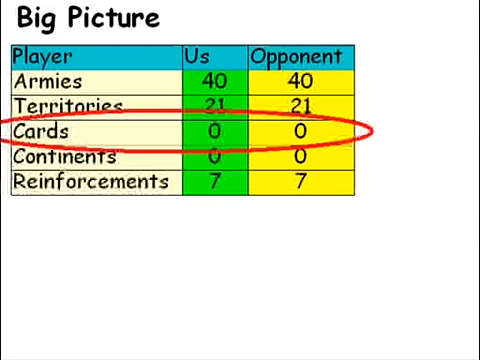 Big Picture
Player Us Opponent
Armies 40 40
Territories 21 21
Cards 0 0
Continents 0 0
Reinforcements 7 7